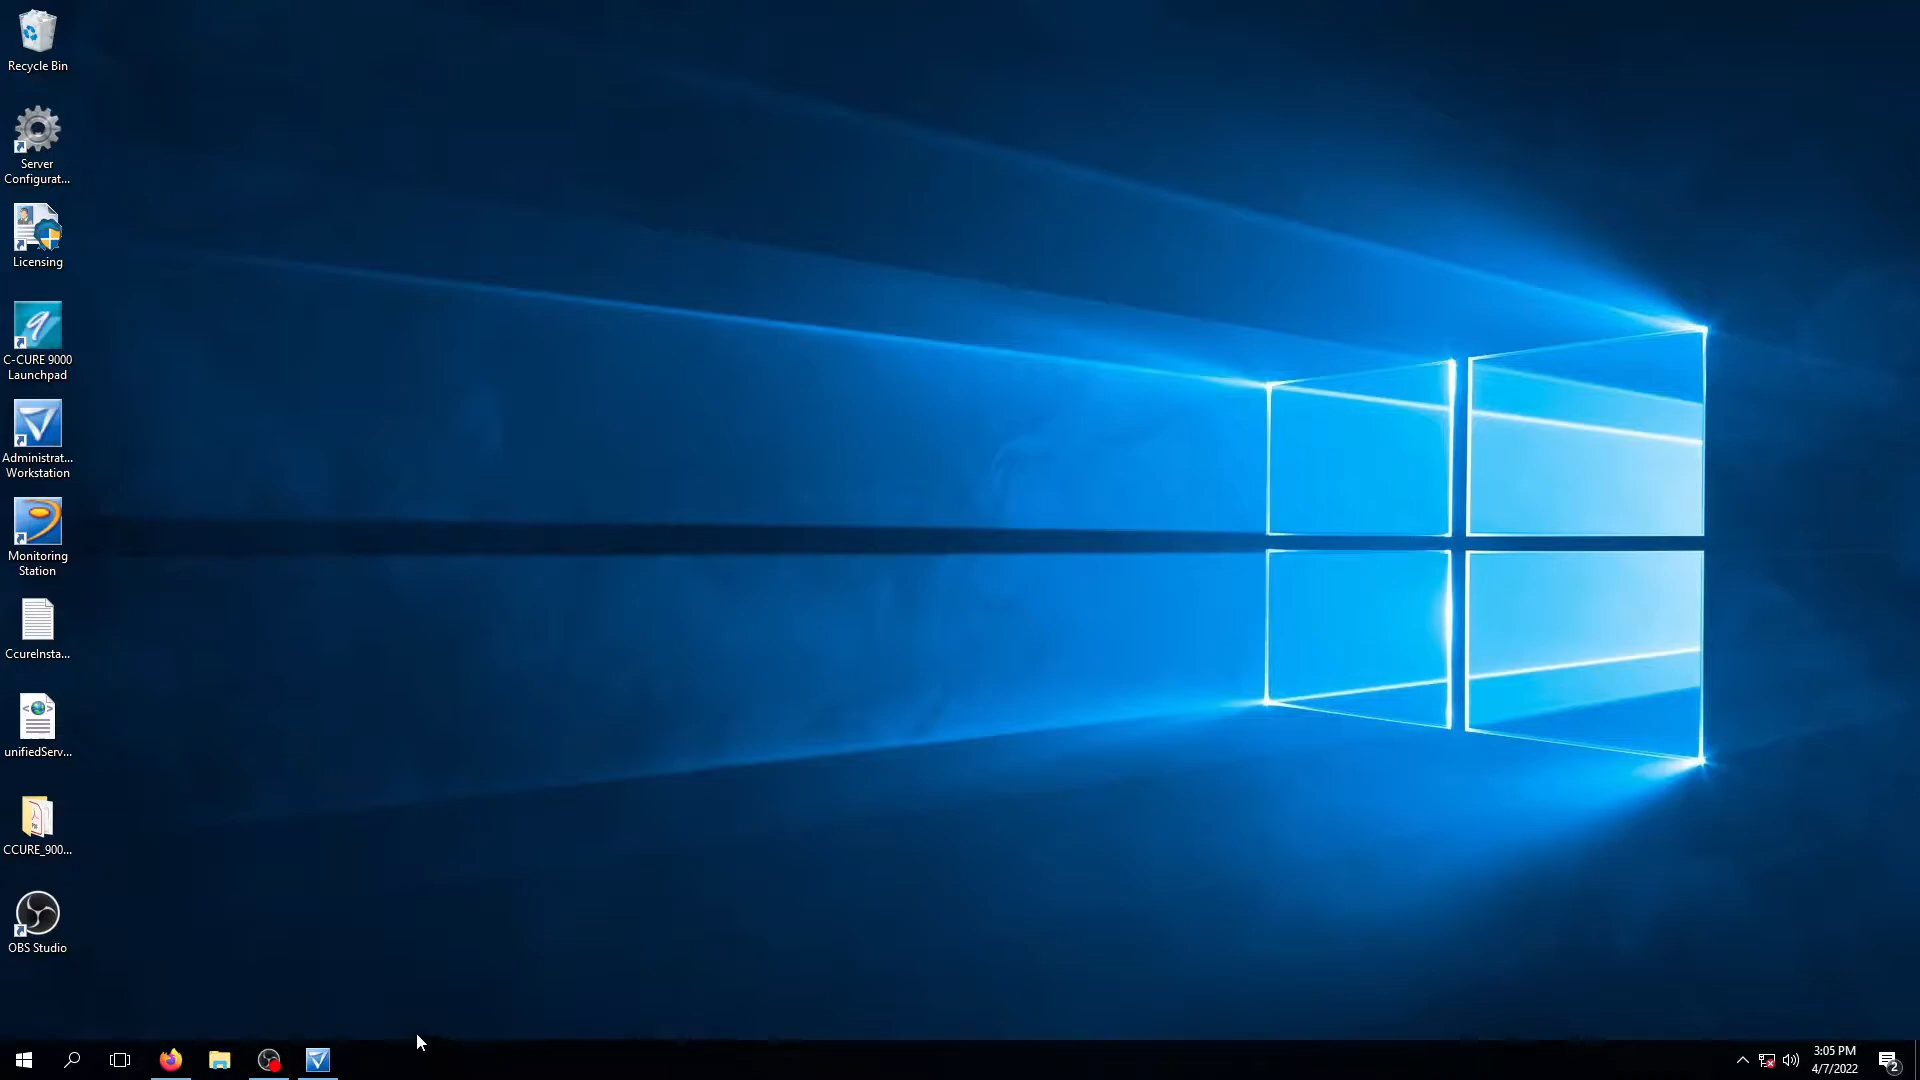 Recycle Bin
Server
Configurat...
Licensing
C-CURE 9000
Launchpad
Administrat...
Workstation
Monitoring
Station
CcureInsta...
unifiedServ...
CCURE_900...
OBS Studio
3:05 PM
4/7/2022
2